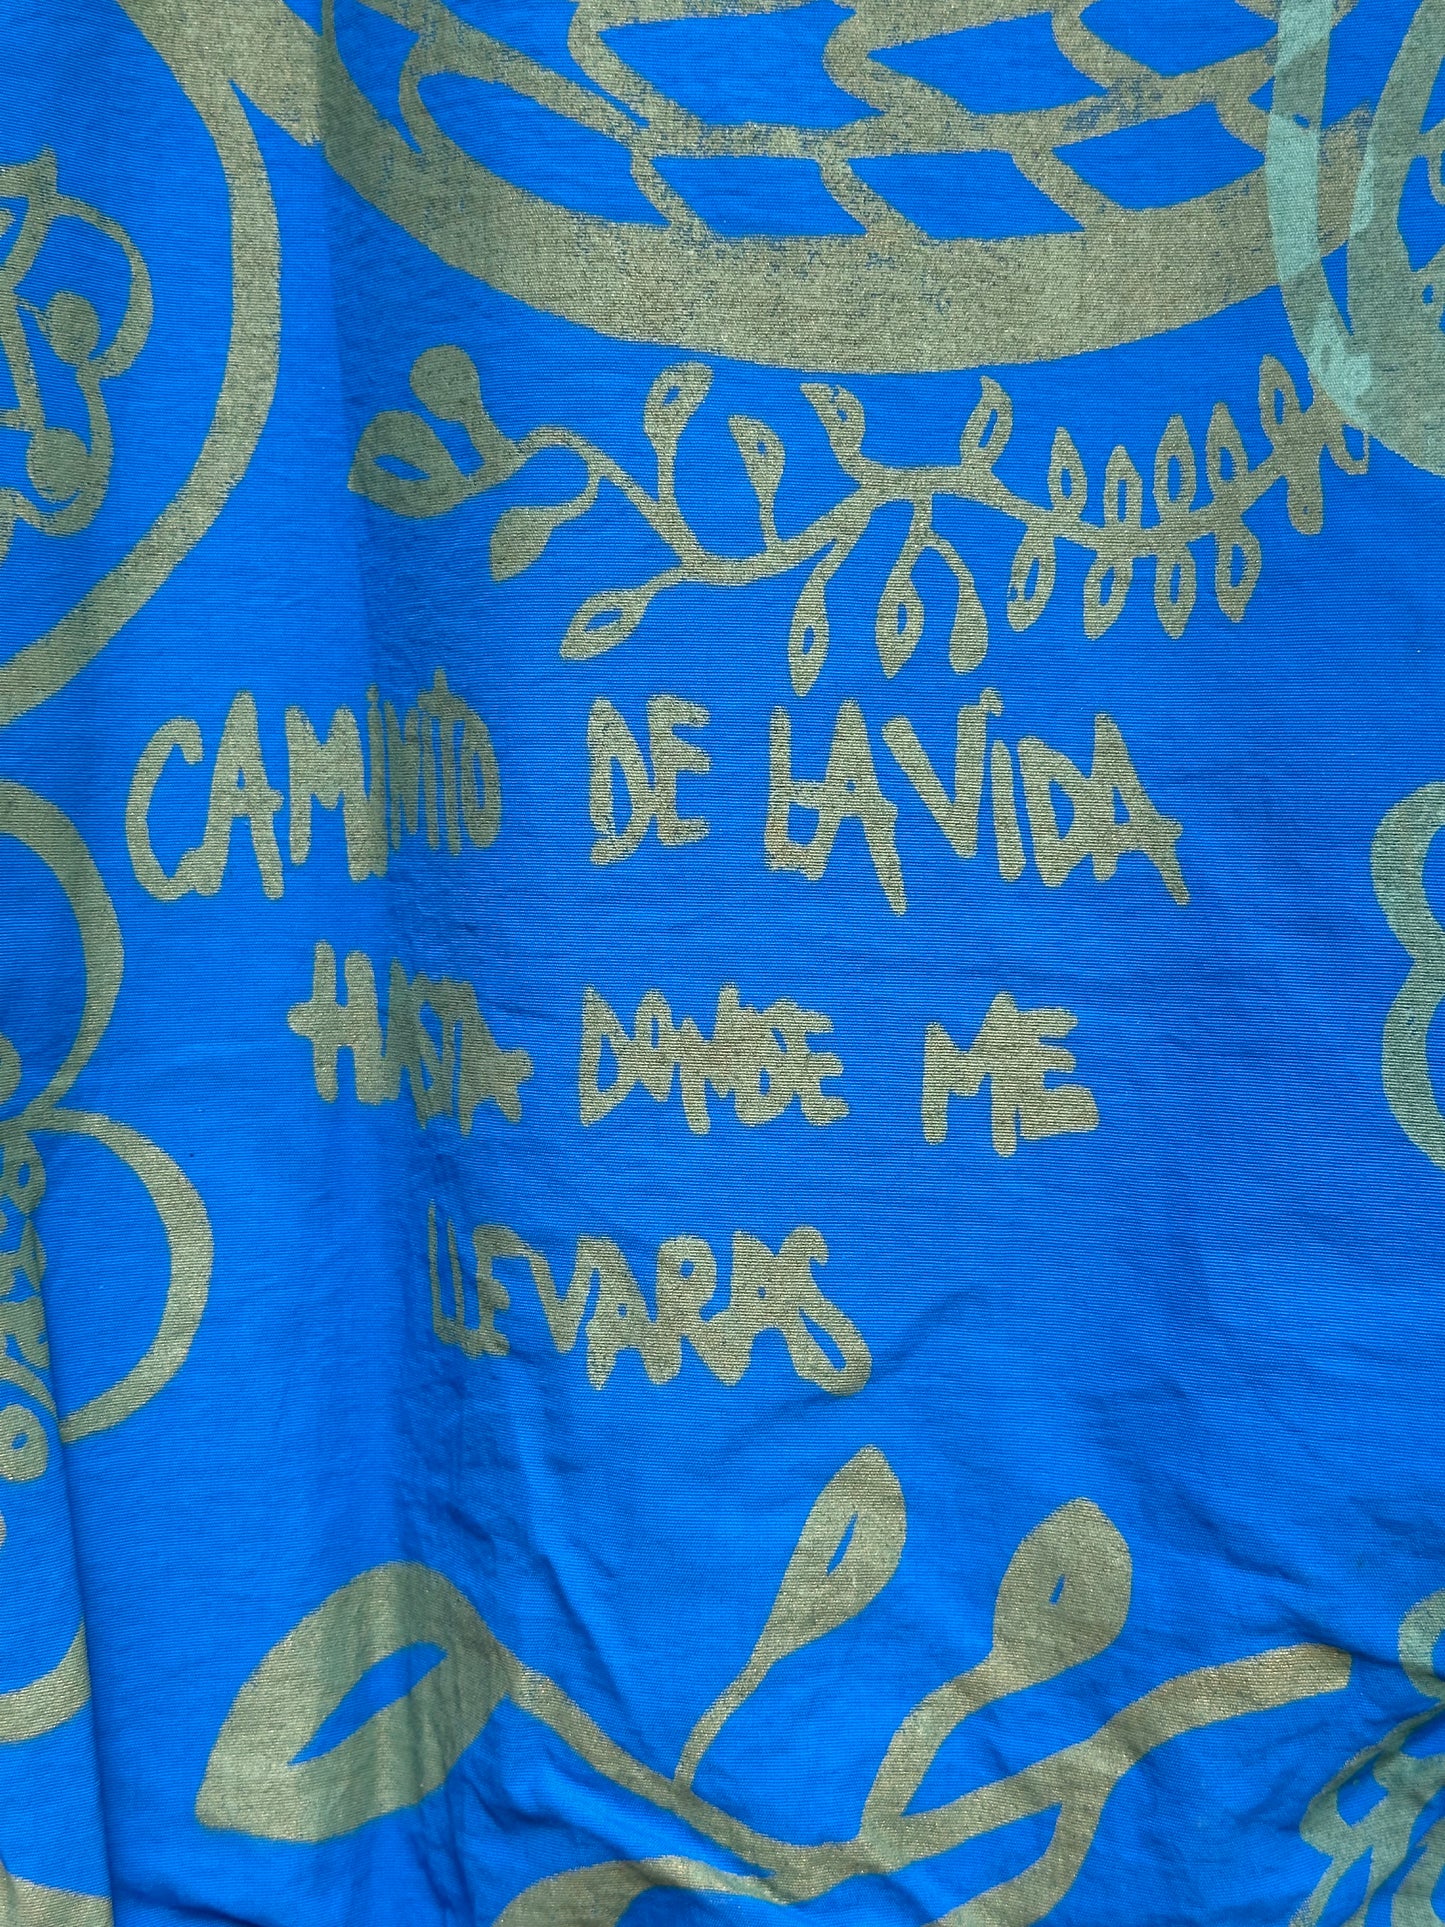 CAMiNiTO DE LA ViDA
HASTA DONDE ME
LLEVARAS